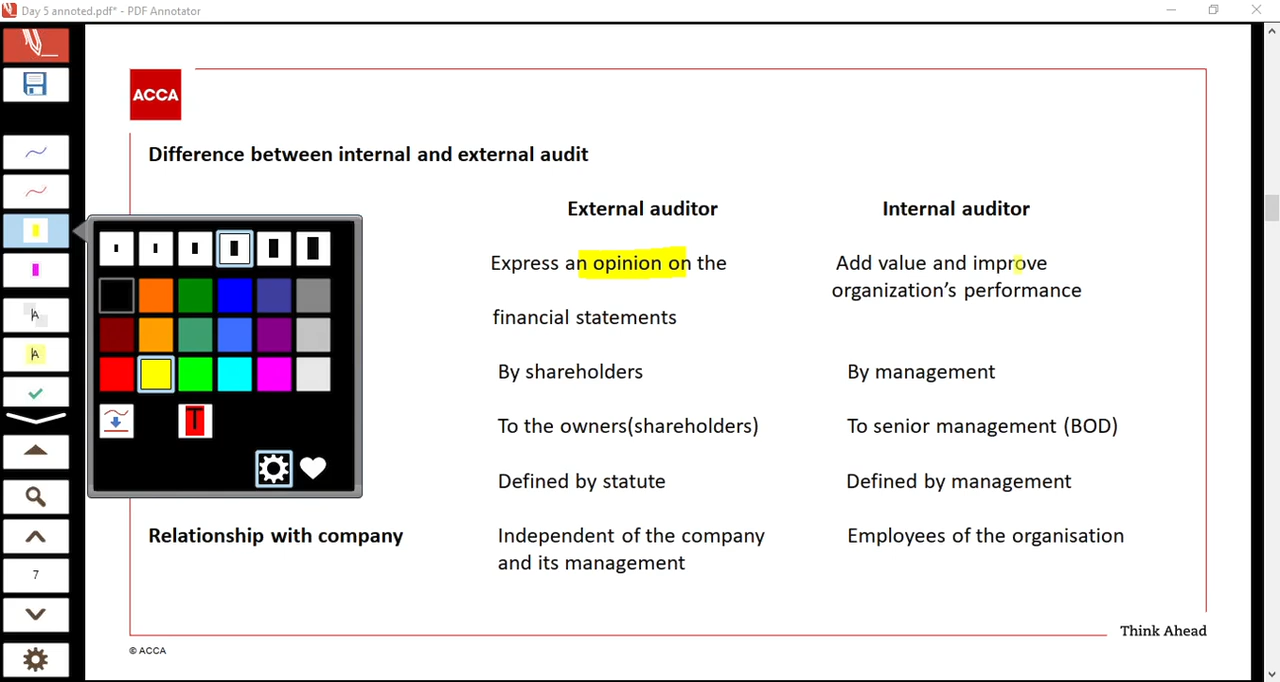 Day 5 annoted.pdf* - PDF Annotator
ACCA
Difference between internal and external audit
External auditor Internal auditor
Express an opinion on the Add value and improve
organization's performance
financial statements
By shareholders By management
To the owners(shareholders) To senior management (BOD)
Defined by statute Defined by management
Relationship with company Independent of the company Employees of the organisation
and its management
Think Ahead
© ACCA
A
A
T
7